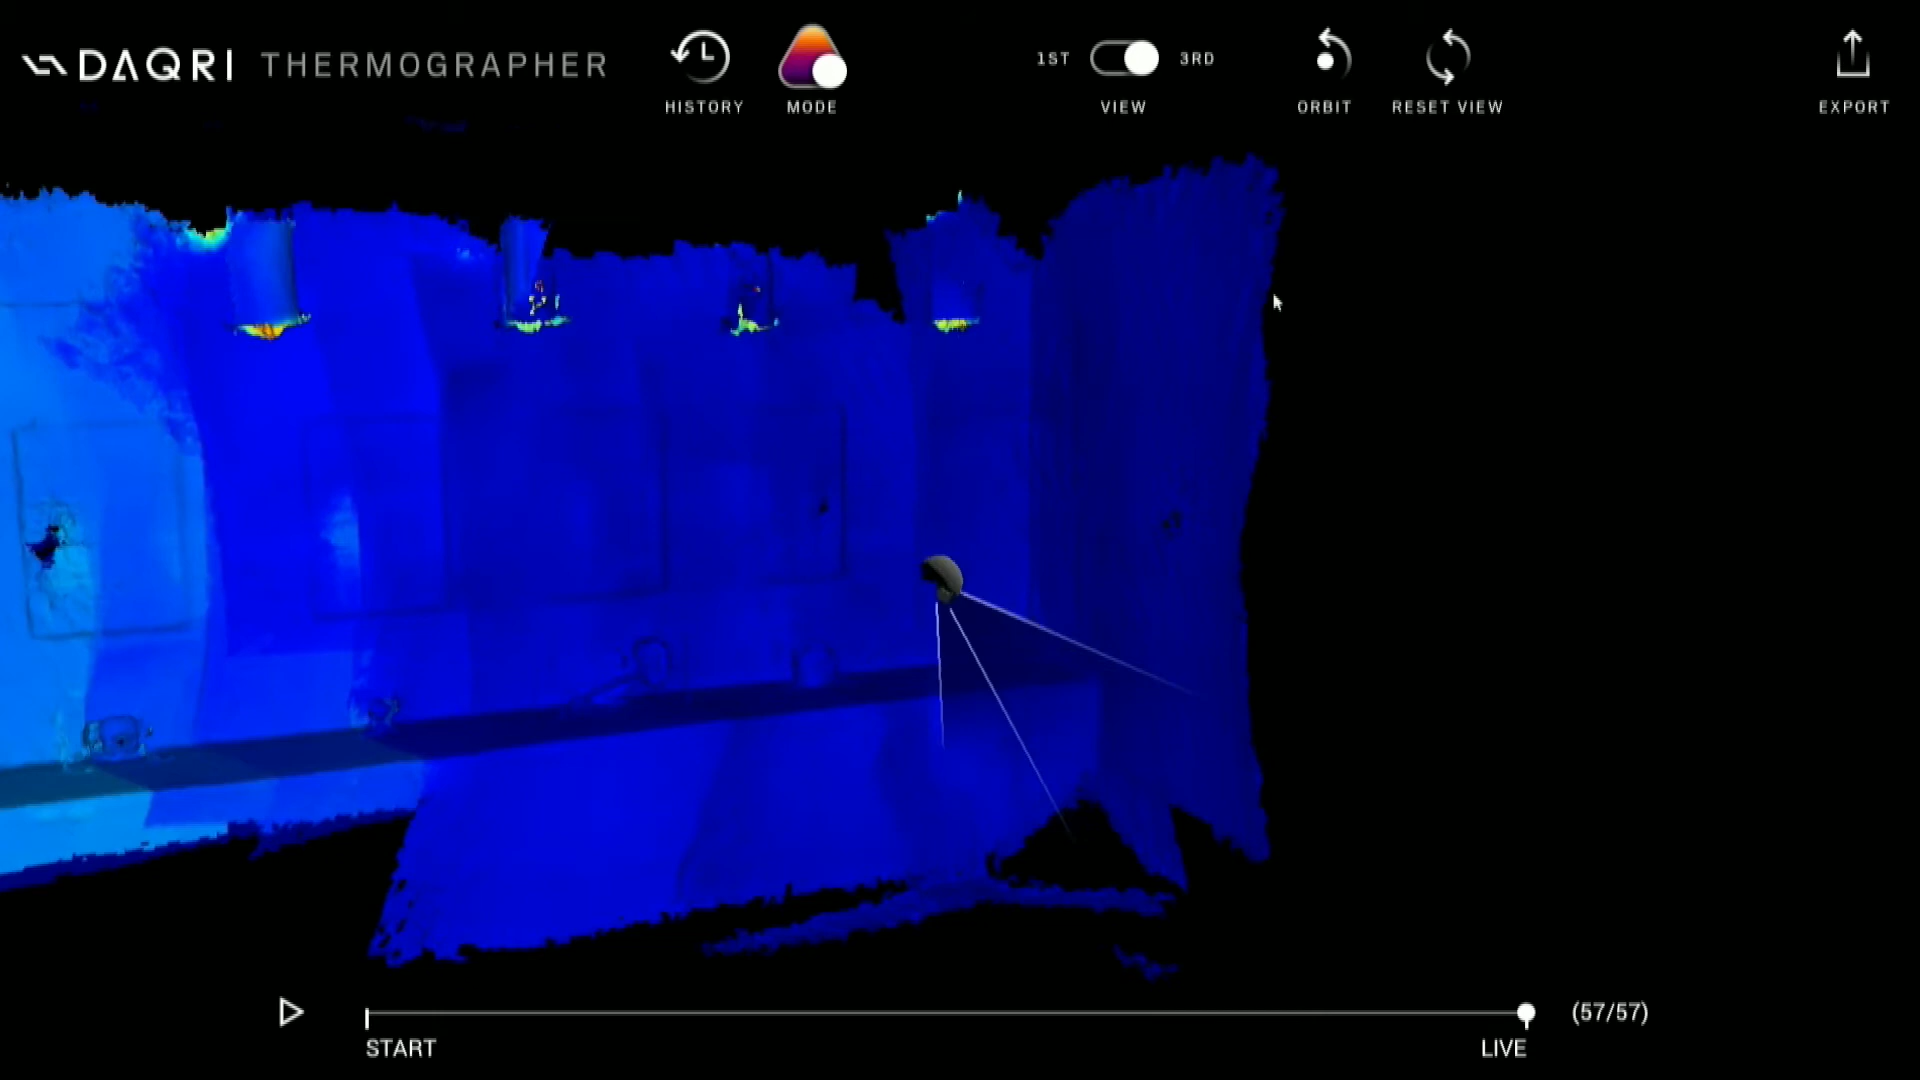 DAQRI THERMOGRAPHER
HISTORY
MODE
1ST
3RD
VIEW
ORBIT
RESET VIEW
EXPORT
START
LIVE
(57/57)